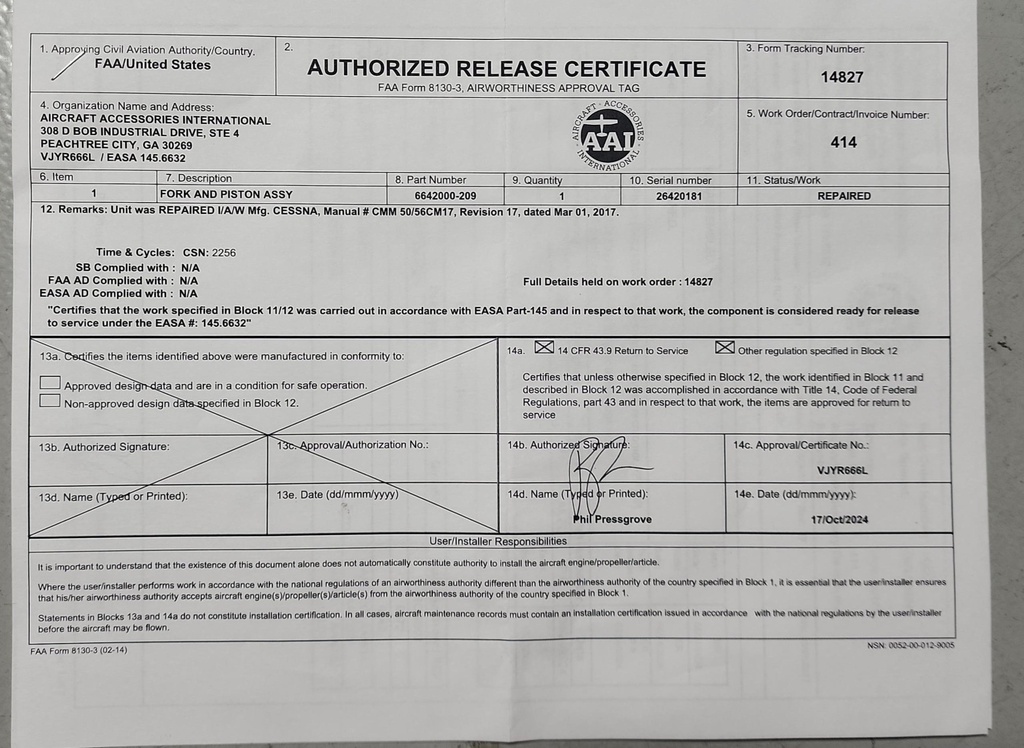 1. Approving Civil Aviation Authority/Country.
FAA/United States
2.
AUTHORIZED RELEASE CERTIFICATE
FAA Form 8130-3, AIRWORTHINESS APPROVAL TAG
3. Form Tracking Number:
14827
4. Organization Name and Address:
AIRCRAFT ACCESSORIES INTERNATIONAL
308 D BOB INDUSTRIAL DRIVE, STE 4
PEACHTREE CITY, GA 30269
VJYR666L / EASA 145.6632
AIRCRAFT - ACCESSORIES
AAI
INTERNATIONAL
5. Work Order/Contract/Invoice Number:
414
6. Item
7. Description
8. Part Number
9. Quantity
10. Serial number
11. Status/Work
1
FORK AND PISTON ASSY
6642000-209
1
26420181
REPAIRED
12. Remarks: Unit was REPAIRED I/A/W Mfg. CESSNA, Manual # CMM 50/56CM17, Revision 17, dated Mar 01, 2017.
Time & Cycles: CSN: 2256
SB Complied with : N/A
FAA AD Complied with : N/A
EASA AD Complied with : N/A
Full Details held on work order : 14827
"Certifies that the work specified in Block 11/12 was carried out in accordance with EASA Part-145 and in respect to that work, the component is considered ready for release
to service under the EASA #: 145.6632"
13a. Certifies the items identified above were manufactured in conformity to:
Approved design data and are in a condition for safe operation.
Non-approved design data specified in Block 12.
14a. 14 CFR 43.9 Return to Service
Other regulation specified in Block 12
Certifies that unless otherwise specified in Block 12, the work identified in Block 11 and
described in Block 12 was accomplished in accordance with Title 14, Code of Federal
Regulations, part 43 and in respect to that work, the items are approved for return to
service
13b. Authorized Signature:
13c. Approval/Authorization No.:
14b. Authorized Signature:
14c. Approval/Certificate No.:
VJYR666L
13d. Name (Typed or Printed):
13e. Date (dd/mmm/yyyy)
14d. Name (Typed or Printed):
Phil Pressgrove
14e. Date (dd/mmm/yyyy):
17/Oct/2024
User/Installer Responsibilities
It is important to understand that the existence of this document alone does not automatically constitute authority to install the aircraft engine/propeller/article.
Where the user/installer performs work in accordance with the national regulations of an airworthiness authority different than the airworthiness authority of the country specified in Block 1, it is essential that the user/installer ensures
that his/her airworthiness authority accepts aircraft engine(s)/propeller(s)/article(s) from the airworthiness authority of the country specified in Block 1.
Statements in Blocks 13a and 14a do not constitute installation certification. In all cases, aircraft maintenance records must contain an installation certification issued in accordance with the national regulations by the user/installer
before the aircraft may be flown.
FAA Form 8130-3 (02-14)
NSN: 0052-00-012-9005